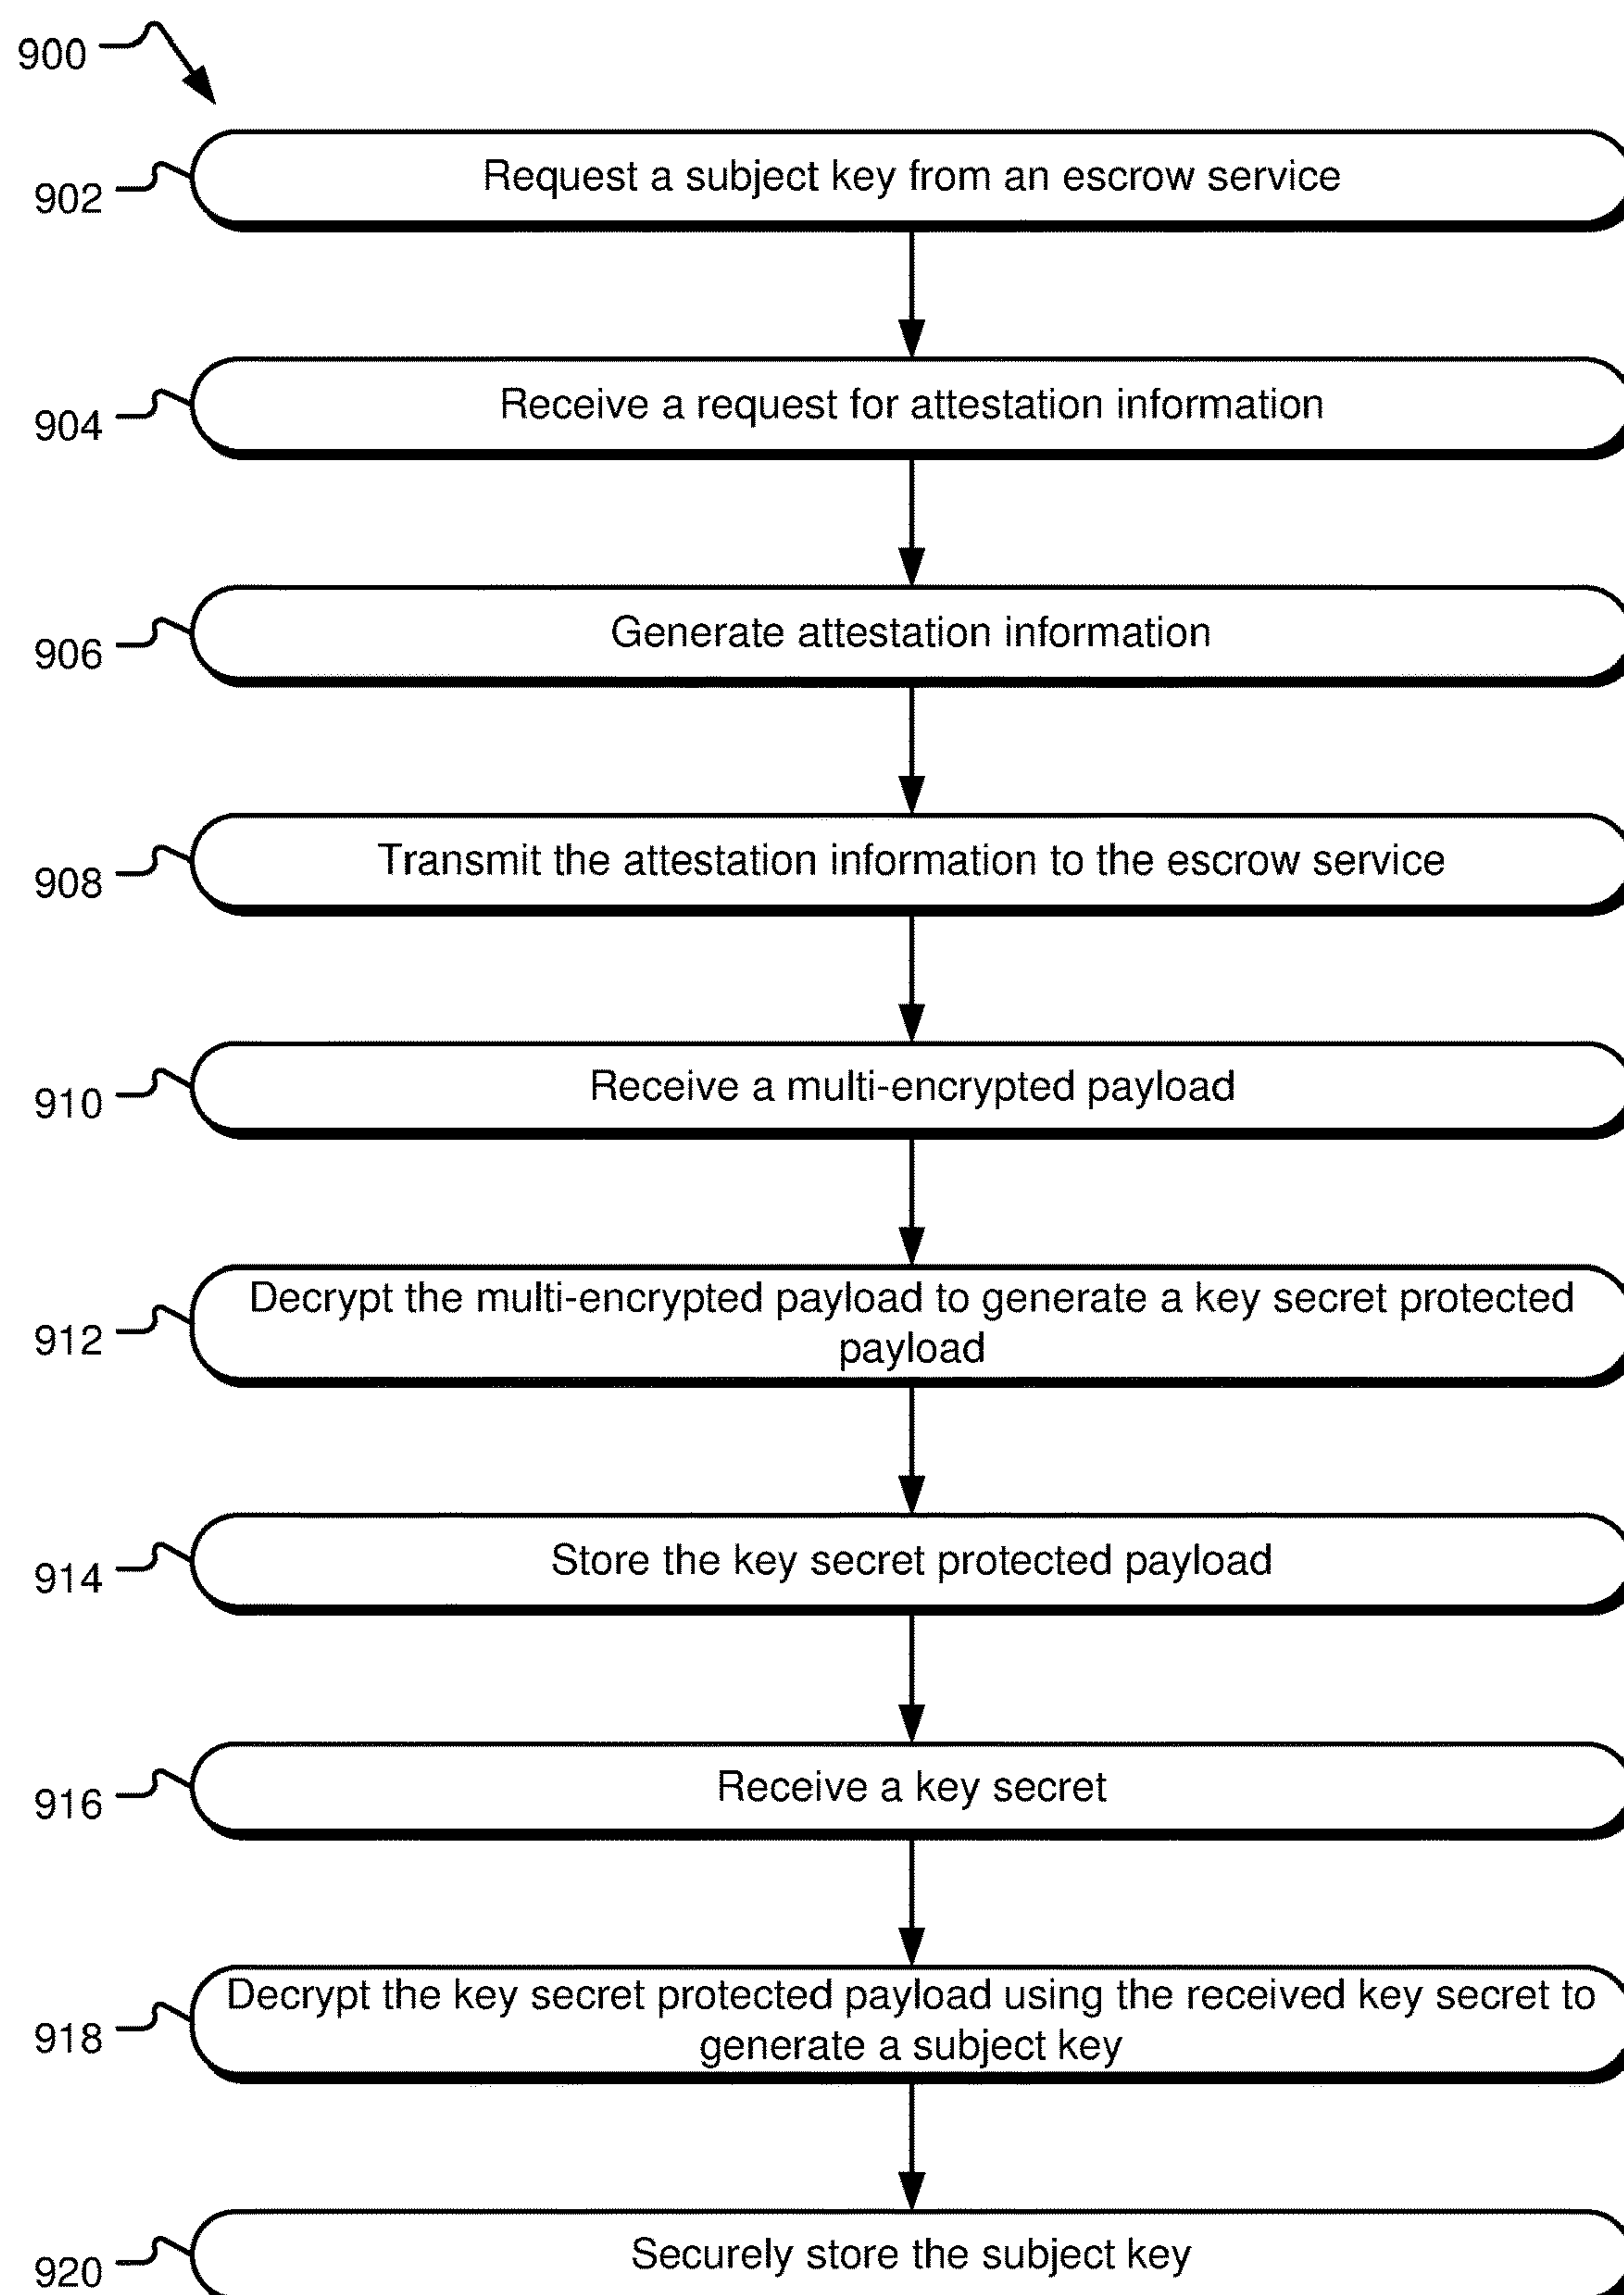 900
902
Request a subject key from an escrow service
904
Receive a request for attestation information
906
Generate attestation information
908
Transmit the attestation information to the escrow service
910
Receive a multi-encrypted payload
912
Decrypt the multi-encrypted payload to generate a key secret protected
payload
914
Store the key secret protected payload
916
Receive a key secret
918
Decrypt the key secret protected payload using the received key secret to
generate a subject key
920
Securely store the subject key